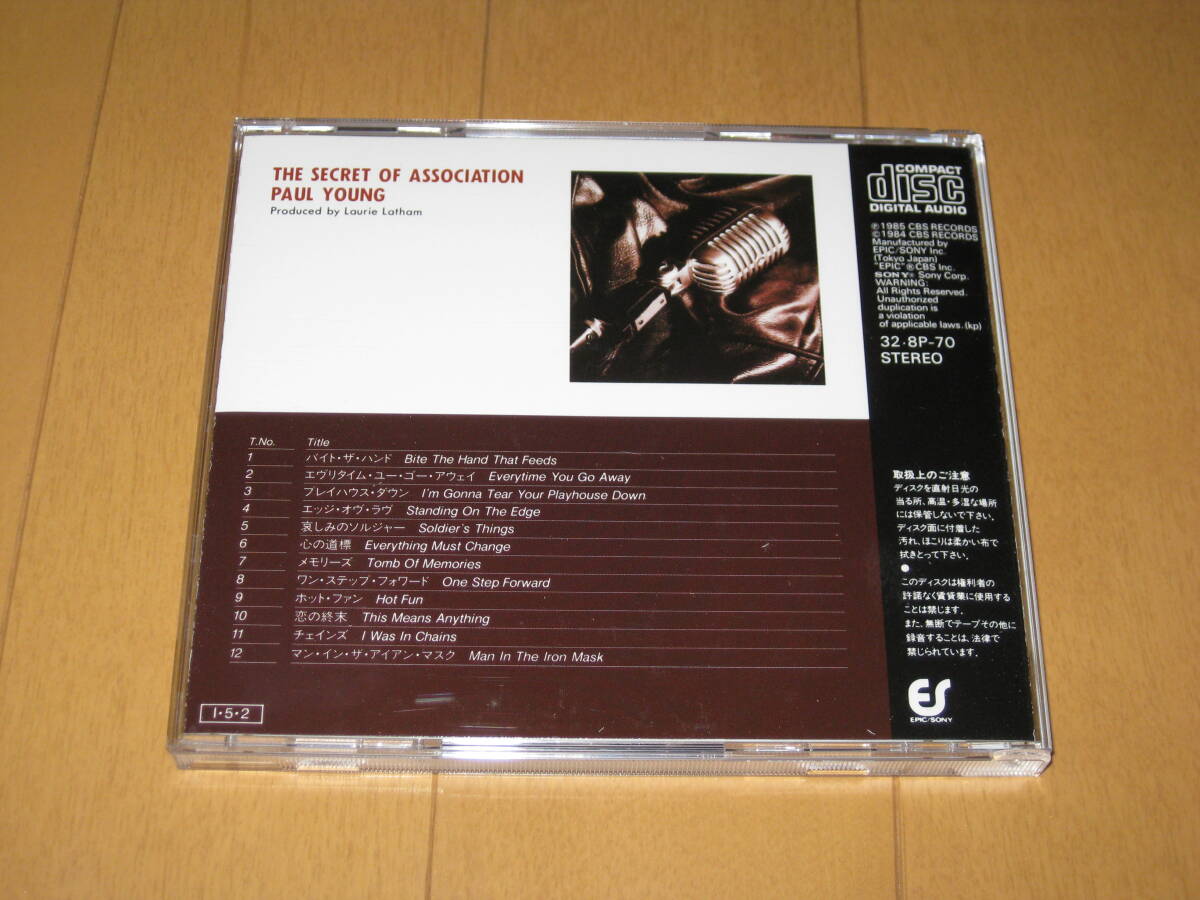 THE SECRET OF ASSOCIATION
PAUL YOUNG
Produced by Laurie Latham
T.No. Title
1 バイト・ザ・ハンド Bite The Hand That Feeds
2 エヴリタイム・ユー・ゴー・アウェイ Everytime You Go Away
3 プレイハウス・ダウン I'm Gonna Tear Your Playhouse Down
4 エッジ・オヴ・ラヴ Standing On The Edge
5 哀しみのソルジャー Soldier's Things
6 心の道標 Everything Must Change
7 メモリーズ Tomb Of Memories
8 ワン・ステップ・フォワード One Step Forward
9 ホット・ファン Hot Fun
10 恋の終末 This Means Anything
11 チェインズ I Was In Chains
12 マン・イン・ザ・アイアン・マスク Man In The Iron Mask
I・5・2
COMPACT
disc
DIGITAL AUDIO
℗1985 CBS RECORDS
©1984 CBS RECORDS
Manufactured by
EPIC/SONY Inc.
(Tokyo Japan)
"EPIC"®CBS Inc.
SONY® Sony Corp.
WARNING:
All Rights Reserved.
Unauthorized
duplication is
a violation
of applicable laws.(kp)
32・8P-70
STEREO
取扱上のご注意
ディスクを直射日光の
当る所、高温・多湿な場所
には保管しないで下さい。
ディスク面に付着した
汚れ、ほこりは柔かい布で
拭きとって下さい。
●
このディスクは権利者の
許諾なく賃貸業に使用する
ことは禁じます。
また、無断でテープその他に
録音することは、法律で
禁じられています。
ES
EPIC/SONY